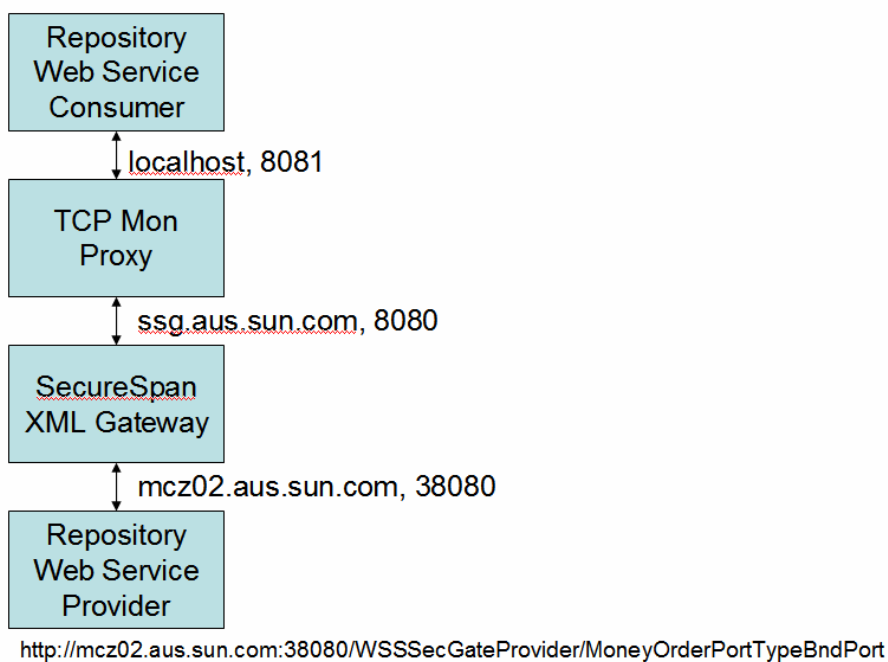 Repository
Web Service
Consumer
localhost, 8081
TCP Mon
Proxy
ssg.aus.sun.com, 8080
SecureSpan
XML Gateway
mcz02.aus.sun.com, 38080
Repository
Web Service
Provider
http://mcz02.aus.sun.com:38080/WSSSecGateProvider/MoneyOrderPortTypeBndPort